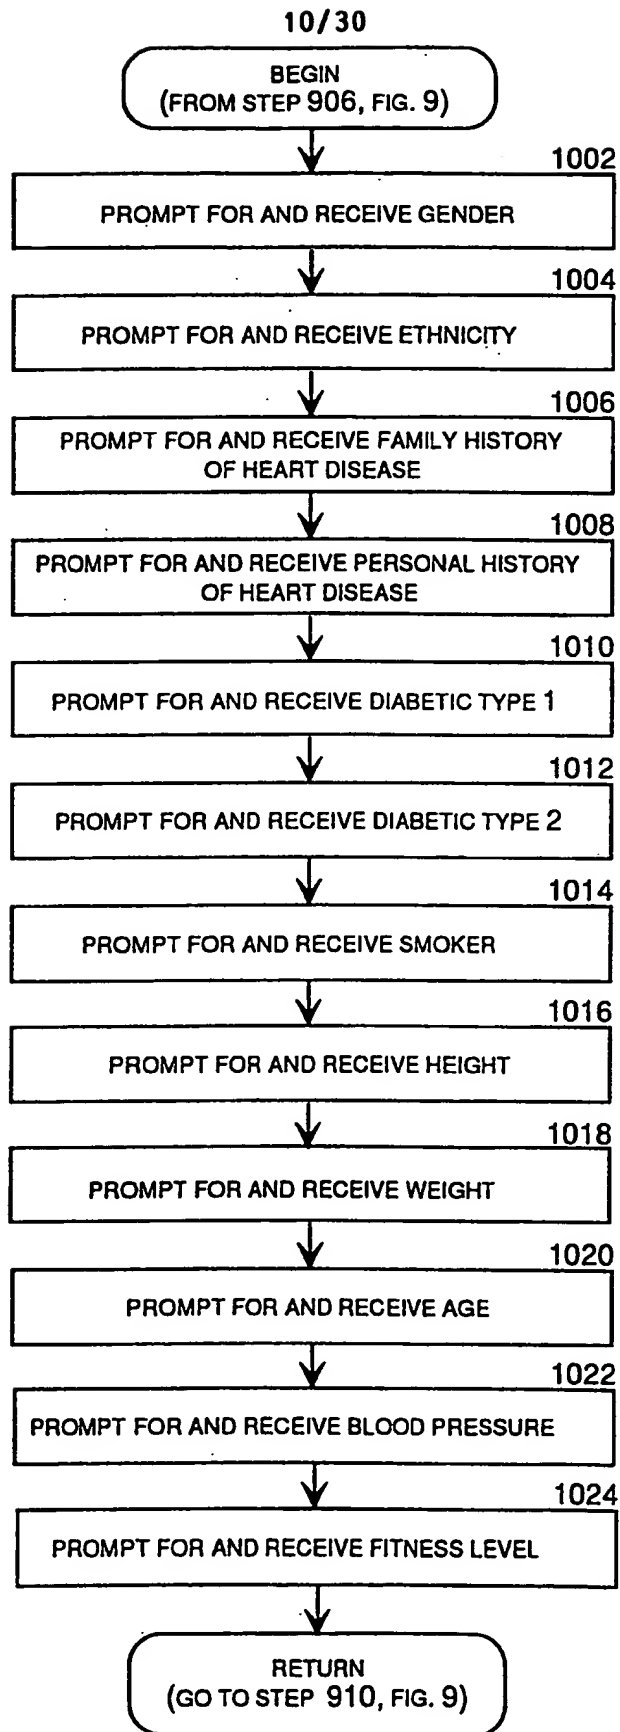 10/30
BEGIN
(FROM STEP 906, FIG. 9)
1002
PROMPT FOR AND RECEIVE GENDER
1004
PROMPT FOR AND RECEIVE ETHNICITY
1006
PROMPT FOR AND RECEIVE FAMILY HISTORY
OF HEART DISEASE
1008
PROMPT FOR AND RECEIVE PERSONAL HISTORY
OF HEART DISEASE
1010
PROMPT FOR AND RECEIVE DIABETIC TYPE 1
1012
PROMPT FOR AND RECEIVE DIABETIC TYPE 2
1014
PROMPT FOR AND RECEIVE SMOKER
1016
PROMPT FOR AND RECEIVE HEIGHT
1018
PROMPT FOR AND RECEIVE WEIGHT
1020
PROMPT FOR AND RECEIVE AGE
1022
PROMPT FOR AND RECEIVE BLOOD PRESSURE
1024
PROMPT FOR AND RECEIVE FITNESS LEVEL
RETURN
(GO TO STEP 910, FIG. 9)